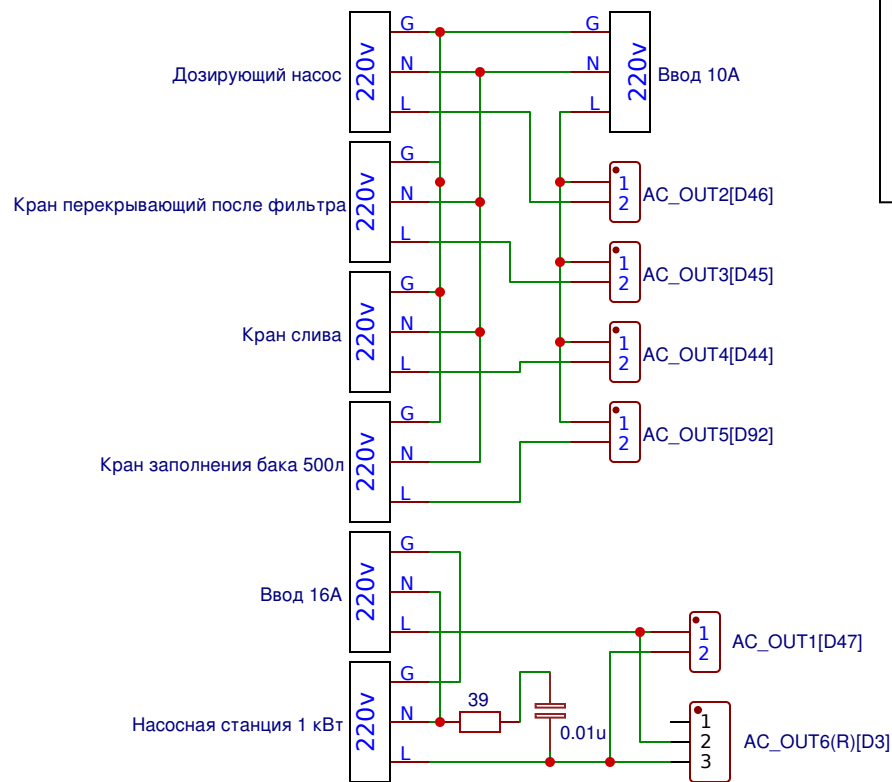 G
N
L
220v
Дозирующий насос
G
N
L
220v
Ввод 10А
G
N
L
220v
Кран перекрывающий после фильтра
1
2
AC_OUT2[D46]
1
2
AC_OUT3[D45]
G
N
L
220v
Кран слива
1
2
AC_OUT4[D44]
G
N
L
220v
Кран заполнения бака 500л
1
2
AC_OUT5[D92]
G
N
L
220v
Ввод 16А
1
2
AC_OUT1[D47]
G
N
L
220v
Насосная станция 1 кВт
39
0.01u
1
2
3
AC_OUT6(R)[D3]